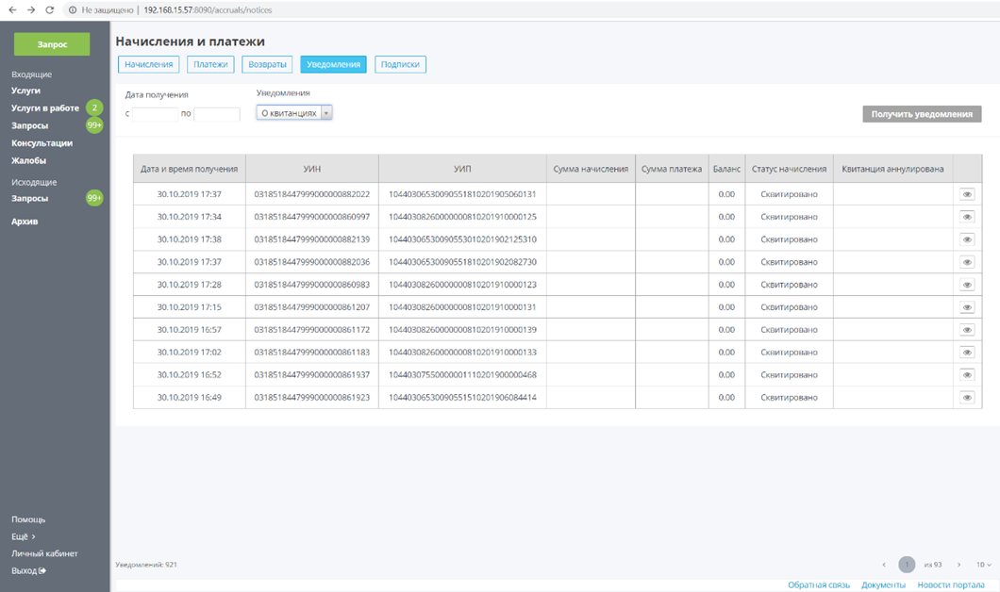 Не защищено | 192.168.15.57:8090/accruals/notices
Запрос
Входящие
Услуги
Услуги в работе 2
Запросы 99+
Консультации
Жалобы
Исходящие
Запросы 99+
Архив
Помощь
Ещё >
Личный кабинет
Выход
Начисления и платежи
Начисления Платежи Возвраты Уведомления Подписки
Дата получения Уведомления
с по О квитанциях Получить уведомления
Дата и время получения УИН УИП Сумма начисления Сумма платежа Баланс Статус начисления Квитанция аннулирована
30.10.2019 17:37 0318518447999000000882022 10440306530090551810201905060131 0.00 Сквитировано
30.10.2019 17:34 0318518447999000000860997 10440308260000000810201910000125 0.00 Сквитировано
30.10.2019 17:38 0318518447999000000882139 10440306530090553010201902125310 0.00 Сквитировано
30.10.2019 17:37 0318518447999000000882036 10440306530090551810201902082730 0.00 Сквитировано
30.10.2019 17:28 0318518447999000000860983 10440308260000000810201910000123 0.00 Сквитировано
30.10.2019 17:15 0318518447999000000861207 10440308260000000810201910000131 0.00 Сквитировано
30.10.2019 16:57 0318518447999000000861172 10440308260000000810201910000139 0.00 Сквитировано
30.10.2019 17:02 0318518447999000000861183 10440308260000000810201910000133 0.00 Сквитировано
30.10.2019 16:52 0318518447999000000861937 10440307550000001110201900000468 0.00 Сквитировано
30.10.2019 16:49 0318518447999000000861923 10440306530090551510201906084414 0.00 Сквитировано
Уведомлений: 921 < 1 из 93 > 10
Обратная связь Документы Новости портала